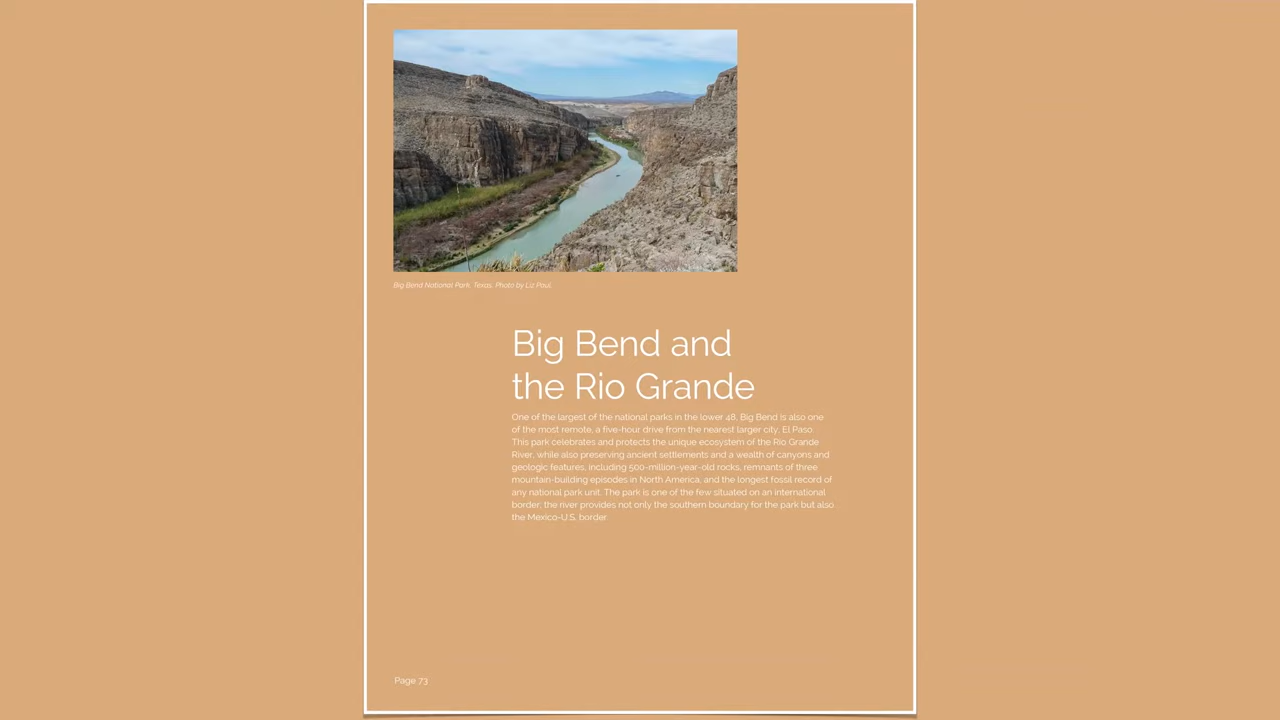 Big Bend National Park, Texas. Photo by Liz Paul.
Big Bend and
the Rio Grande
One of the largest of the national parks in the lower 48, Big Bend is also one
of the most remote, a five-hour drive from the nearest larger city, El Paso.
This park celebrates and protects the unique ecosystem of the Rio Grande
River, while also preserving ancient settlements and a wealth of canyons and
geologic features, including 500-million-year-old rocks, remnants of three
mountain-building episodes in North America, and the longest fossil record of
any national park unit. The park is one of the few situated on an international
border; the river provides not only the southern boundary for the park but also
the Mexico-U.S. border.
Page 73